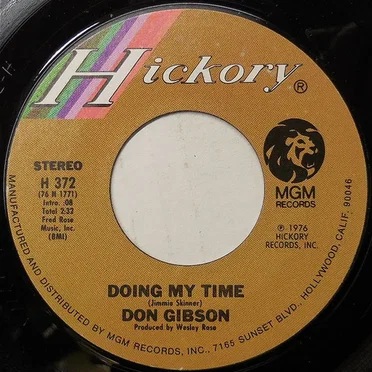 Hickory®
STEREO
H 372
(76 H 1771)
Intro. :08
Total 2:33
Fred Rose
Music, Inc.
(BMI)
MGM
RECORDS
℗ 1976
HICKORY
RECORDS, INC.
DOING MY TIME
(Jimmie Skinner)
DON GIBSON
Produced by Wesley Rose
MANUFACTURED AND DISTRIBUTED BY MGM RECORDS, INC., 7165 SUNSET BLVD., HOLLYWOOD, CALIF. 90046